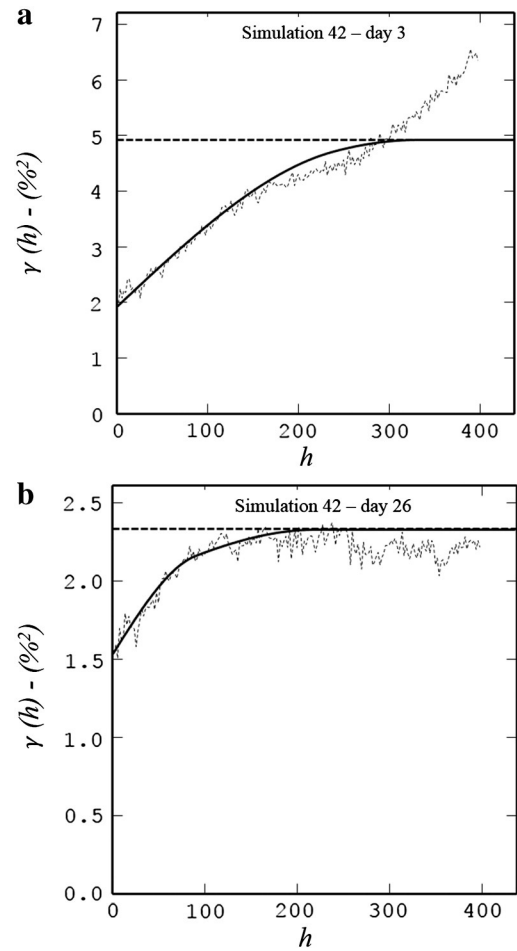 a
Simulation 42 – day 3
γ (h) - (%²)
7
6
5
4
3
2
1
0
0 100 200 300 400
h
b
Simulation 42 – day 26
γ (h) - (%²)
2.5
2.0
1.5
1.0
0.5
0.0
0 100 200 300 400
h